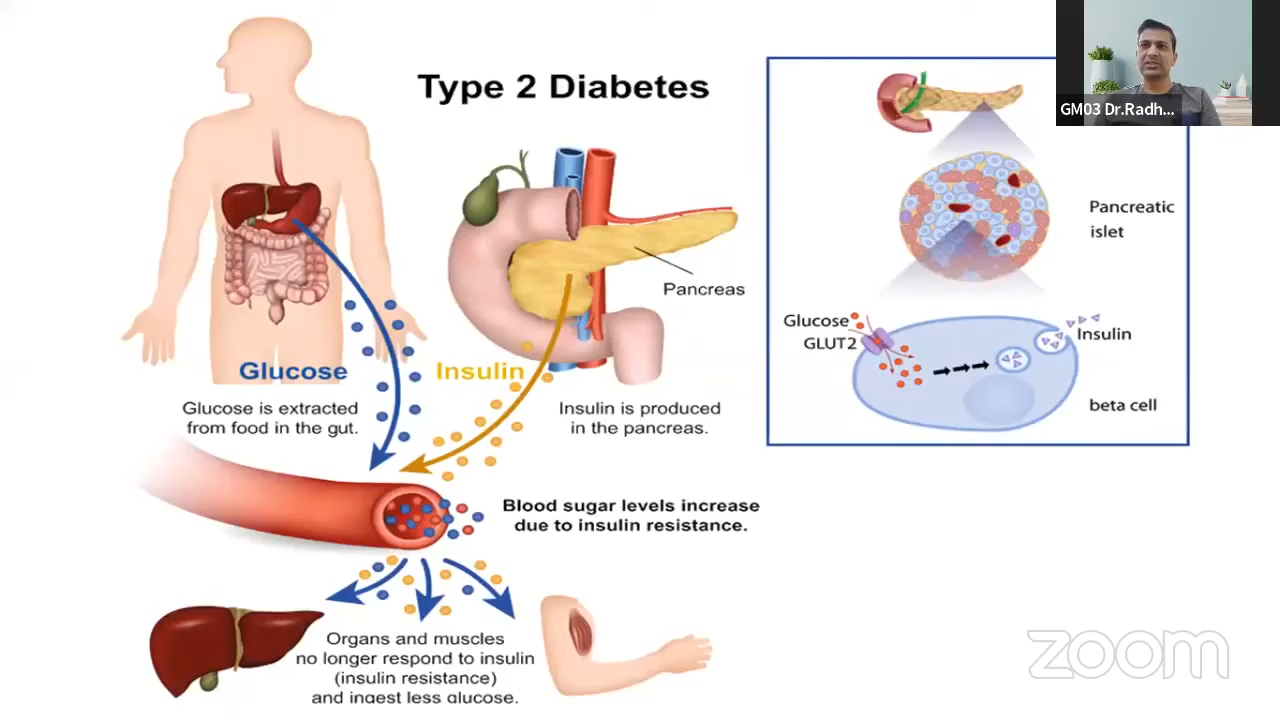 Type 2 Diabetes
GM03 Dr.Radh...
Pancreas
Glucose
Glucose is extracted
from food in the gut.
Insulin
Insulin is produced
in the pancreas.
Blood sugar levels increase
due to insulin resistance.
Organs and muscles
no longer respond to insulin
(insulin resistance)
and ingest less glucose.
Pancreatic
islet
Glucose
GLUT2
Insulin
beta cell
zoom